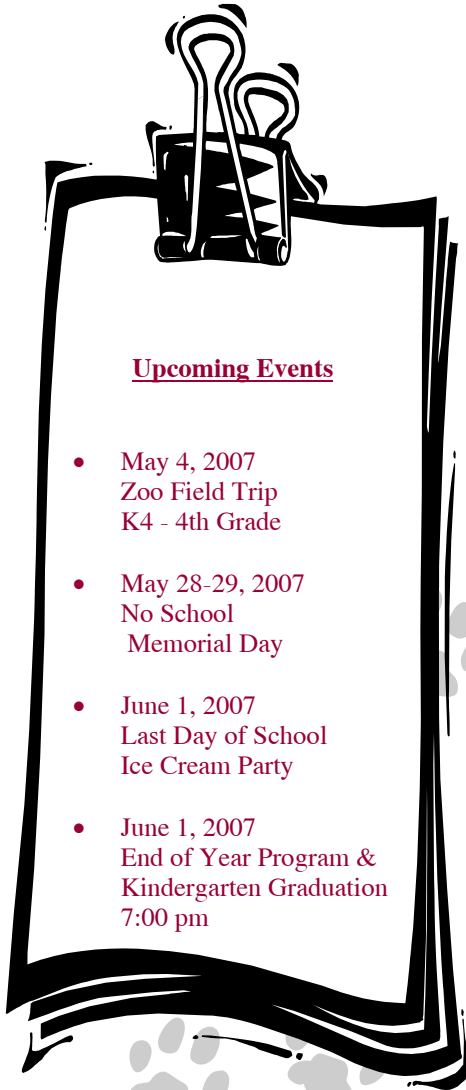 Upcoming Events
• May 4, 2007
Zoo Field Trip
K4 - 4th Grade
• May 28-29, 2007
No School
Memorial Day
• June 1, 2007
Last Day of School
Ice Cream Party
• June 1, 2007
End of Year Program &
Kindergarten Graduation
7:00 pm